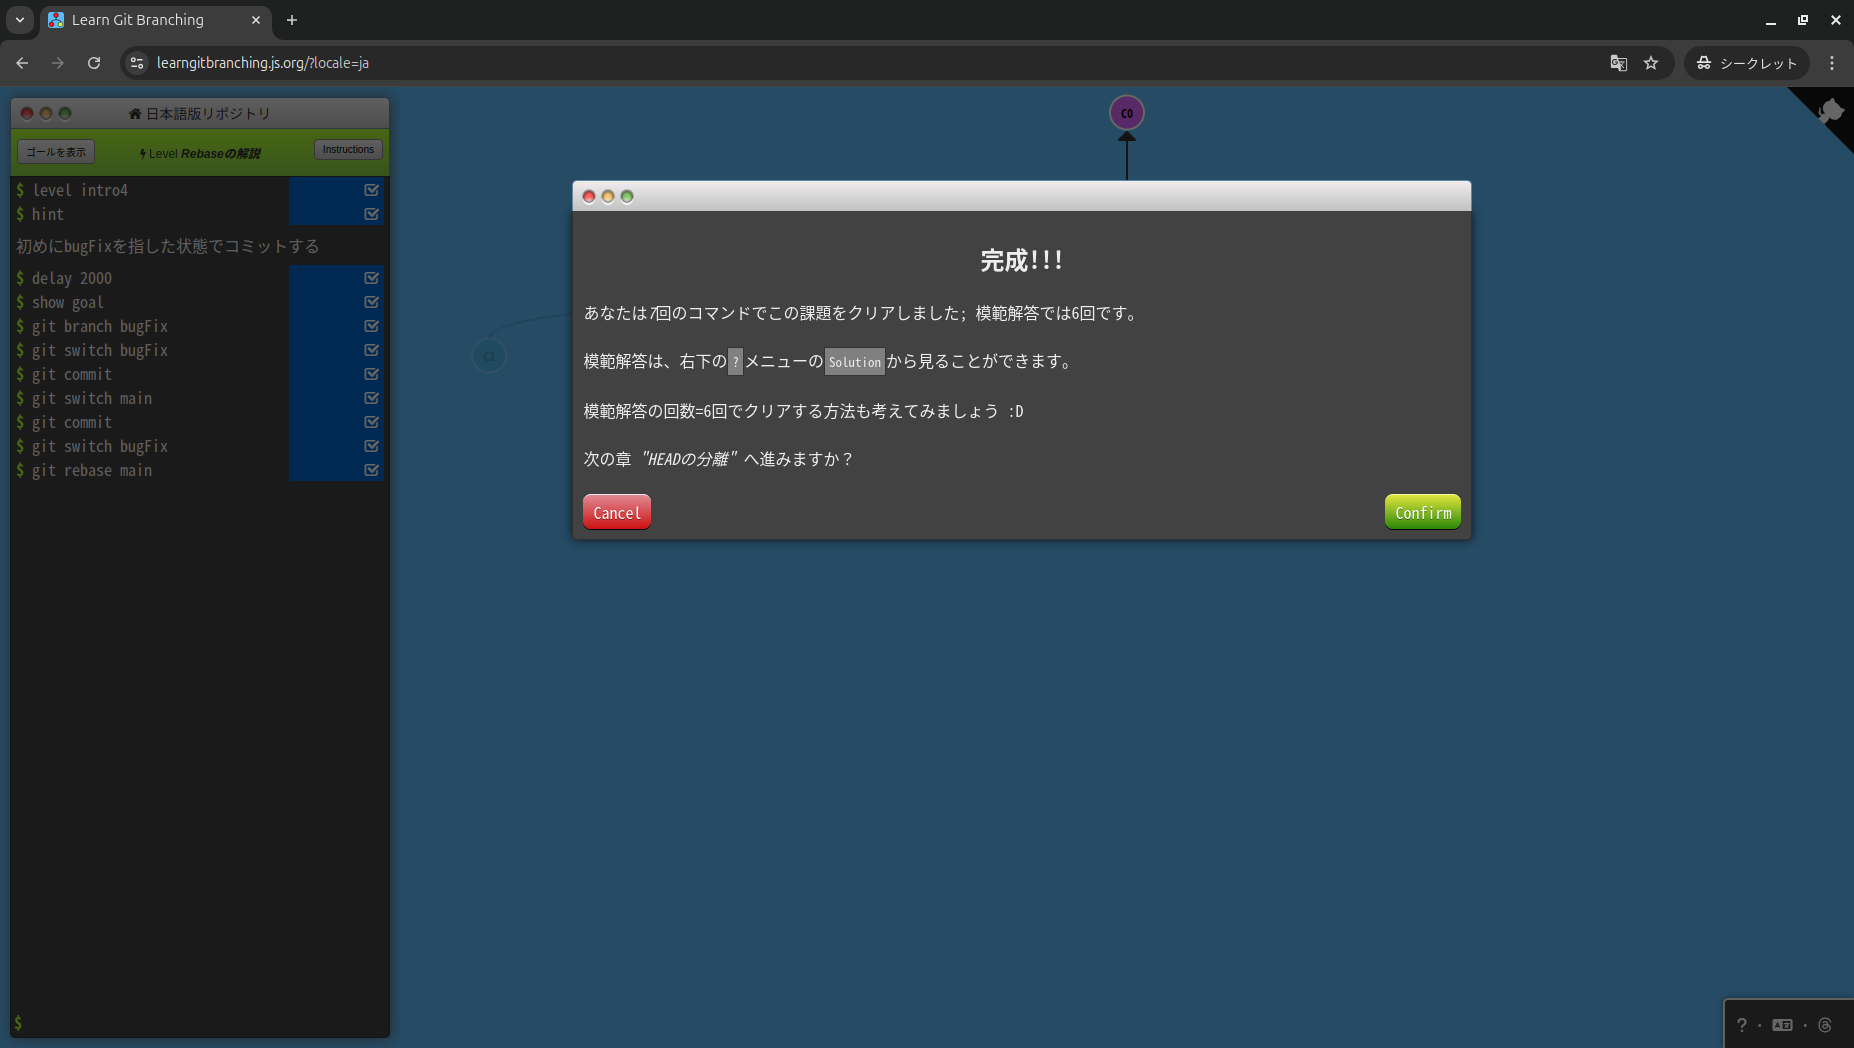 Learn Git Branching
learngitbranching.js.org/?locale=ja
シークレット
日本語版リポジトリ
ゴールを表示
Level Rebaseの解説
Instructions
$ level intro4
$ hint
初めにbugFixを指した状態でコミットする
$ delay 2000
$ show goal
$ git branch bugFix
$ git switch bugFix
$ git commit
$ git switch main
$ git commit
$ git switch bugFix
$ git rebase main
$
C0
C2
完成!!!
あなたは7回のコマンドでこの課題をクリアしました; 模範解答では6回です。
模範解答は、右下の?メニューのSolutionから見ることができます。
模範解答の回数=6回でクリアする方法も考えてみましょう :D
次の章 "HEADの分離" へ進みますか？
Cancel
Confirm
? · ·